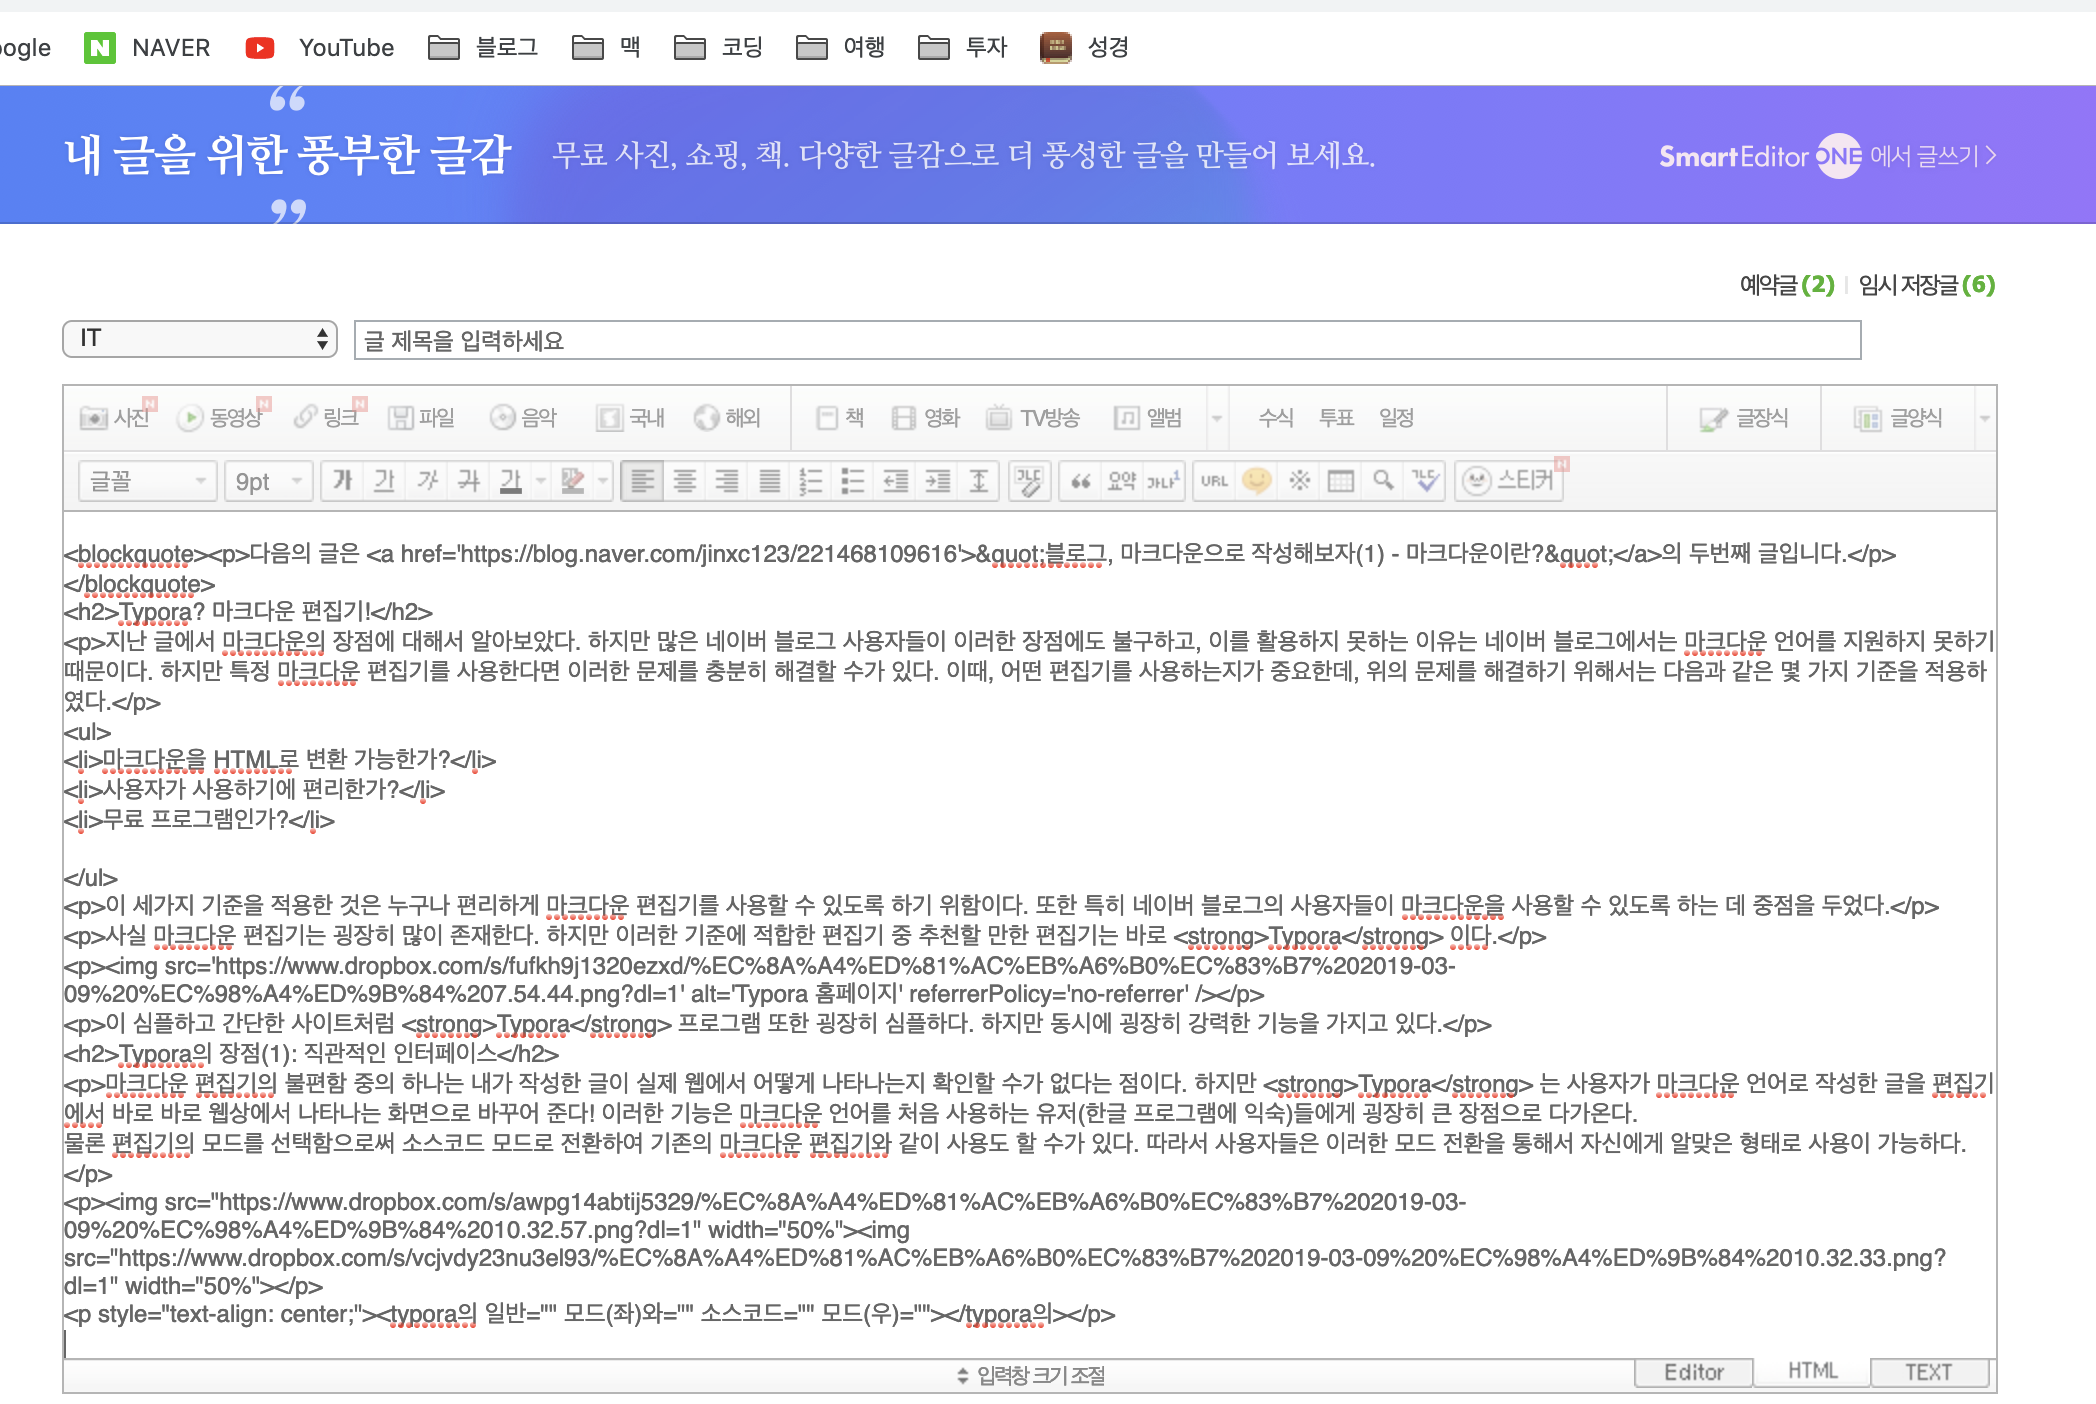 oogle NAVER YouTube 블로그 맥 코딩 여행 투자 성경
“
내 글을 위한 풍부한 글감 무료 사진, 쇼핑, 책. 다양한 글감으로 더 풍성한 글을 만들어 보세요. SmartEditor ONE 에서 글쓰기 >
”
예약글 (2) | 임시 저장글 (6)
IT 글 제목을 입력하세요
사진 동영상 링크 파일 음악 국내 해외 책 영화 TV방송 앨범 수식 투표 일정 글장식 글양식
글꼴 9pt 가 가 가 가 가 요약 가나1 URL ※ 스티커
<blockquote><p>다음의 글은 <a href='https://blog.naver.com/jinxc123/221468109616'>&quot;블로그, 마크다운으로 작성해보자(1) - 마크다운이란?&quot;</a>의 두번째 글입니다.</p>
</blockquote>
<h2>Typora? 마크다운 편집기!</h2>
<p>지난 글에서 마크다운의 장점에 대해서 알아보았다. 하지만 많은 네이버 블로그 사용자들이 이러한 장점에도 불구하고, 이를 활용하지 못하는 이유는 네이버 블로그에서는 마크다운 언어를 지원하지 못하기
때문이다. 하지만 특정 마크다운 편집기를 사용한다면 이러한 문제를 충분히 해결할 수가 있다. 이때, 어떤 편집기를 사용하는지가 중요한데, 위의 문제를 해결하기 위해서는 다음과 같은 몇 가지 기준을 적용하
였다.</p>
<ul>
<li>마크다운을 HTML로 변환 가능한가?</li>
<li>사용자가 사용하기에 편리한가?</li>
<li>무료 프로그램인가?</li>
</ul>
<p>이 세가지 기준을 적용한 것은 누구나 편리하게 마크다운 편집기를 사용할 수 있도록 하기 위함이다. 또한 특히 네이버 블로그의 사용자들이 마크다운을 사용할 수 있도록 하는 데 중점을 두었다.</p>
<p>사실 마크다운 편집기는 굉장히 많이 존재한다. 하지만 이러한 기준에 적합한 편집기 중 추천할 만한 편집기는 바로 <strong>Typora</strong> 이다.</p>
<p><img src='https://www.dropbox.com/s/fufkh9j1320ezxd/%EC%8A%A4%ED%81%AC%EB%A6%B0%EC%83%B7%202019-03-
09%20%EC%98%A4%ED%9B%84%207.54.44.png?dl=1' alt='Typora 홈페이지' referrerPolicy='no-referrer' /></p>
<p>이 심플하고 간단한 사이트처럼 <strong>Typora</strong> 프로그램 또한 굉장히 심플하다. 하지만 동시에 굉장히 강력한 기능을 가지고 있다.</p>
<h2>Typora의 장점(1): 직관적인 인터페이스</h2>
<p>마크다운 편집기의 불편함 중의 하나는 내가 작성한 글이 실제 웹에서 어떻게 나타나는지 확인할 수가 없다는 점이다. 하지만 <strong>Typora</strong> 는 사용자가 마크다운 언어로 작성한 글을 편집기
에서 바로 바로 웹상에서 나타나는 화면으로 바꾸어 준다! 이러한 기능은 마크다운 언어를 처음 사용하는 유저(한글 프로그램에 익숙)들에게 굉장히 큰 장점으로 다가온다.
물론 편집기의 모드를 선택함으로써 소스코드 모드로 전환하여 기존의 마크다운 편집기와 같이 사용도 할 수가 있다. 따라서 사용자들은 이러한 모드 전환을 통해서 자신에게 알맞은 형태로 사용이 가능하다.
</p>
<p><img src="https://www.dropbox.com/s/awpg14abtij5329/%EC%8A%A4%ED%81%AC%EB%A6%B0%EC%83%B7%202019-03-
09%20%EC%98%A4%ED%9B%84%2010.32.57.png?dl=1" width="50%"><img
src="https://www.dropbox.com/s/vcjvdy23nu3el93/%EC%8A%A4%ED%81%AC%EB%A6%B0%EC%83%B7%202019-03-09%20%EC%98%A4%ED%9B%84%2010.32.33.png?
dl=1" width="50%"></p>
<p style="text-align: center;"><typora의 일반="" 모드(좌)와="" 소스코드="" 모드(우)=""></typora의></p>
입력창 크기 조절 Editor HTML TEXT